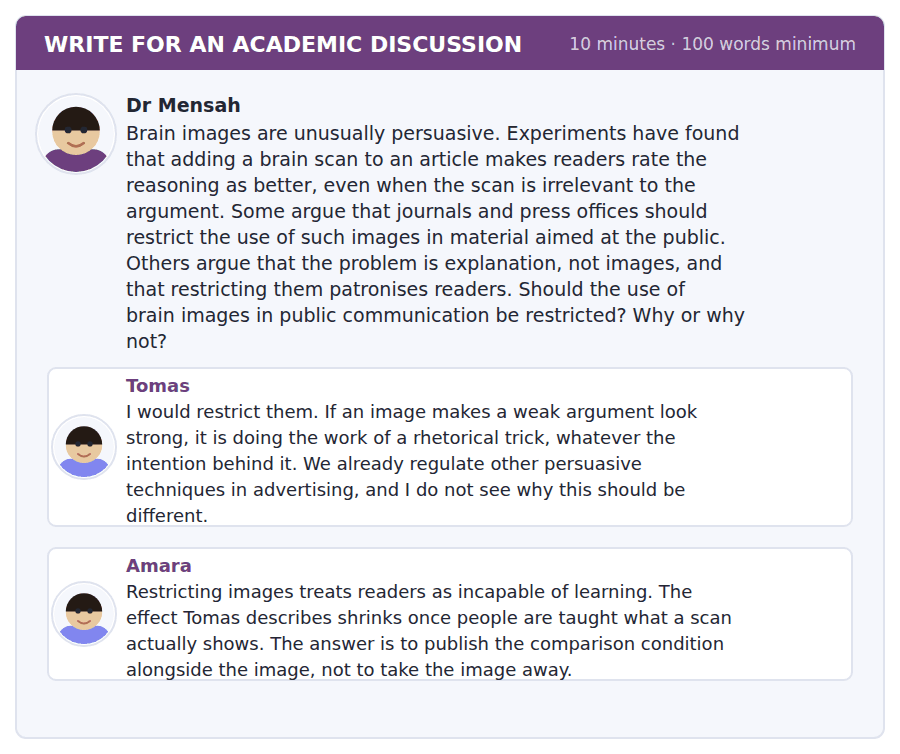 WRITE FOR AN ACADEMIC DISCUSSION
10 minutes · 100 words minimum
Dr Mensah
Brain images are unusually persuasive. Experiments have found
that adding a brain scan to an article makes readers rate the
reasoning as better, even when the scan is irrelevant to the
argument. Some argue that journals and press offices should
restrict the use of such images in material aimed at the public.
Others argue that the problem is explanation, not images, and
that restricting them patronises readers. Should the use of
brain images in public communication be restricted? Why or why
not?
Tomas
I would restrict them. If an image makes a weak argument look
strong, it is doing the work of a rhetorical trick, whatever the
intention behind it. We already regulate other persuasive
techniques in advertising, and I do not see why this should be
different.
Amara
Restricting images treats readers as incapable of learning. The
effect Tomas describes shrinks once people are taught what a scan
actually shows. The answer is to publish the comparison condition
alongside the image, not to take the image away.